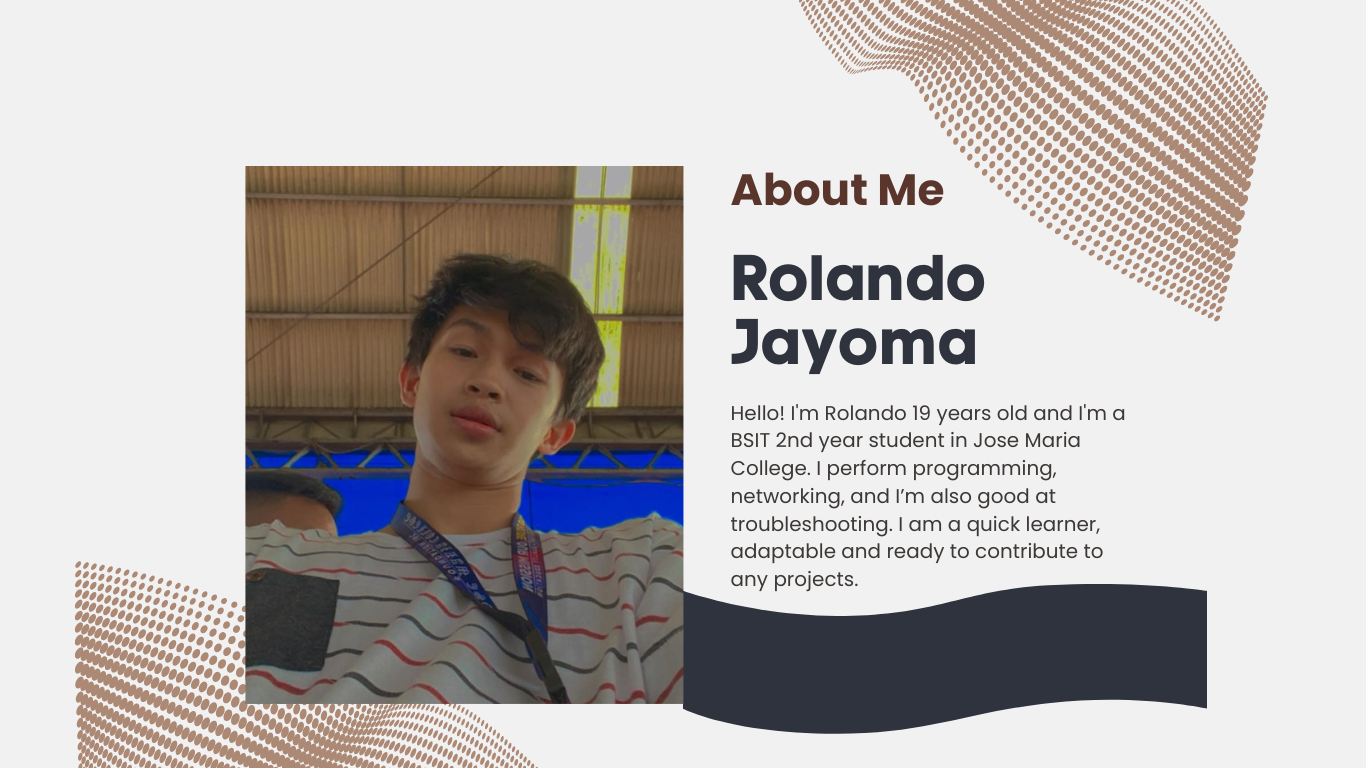 About Me
Rolando
Jayoma
Hello! I'm Rolando 19 years old and I'm a
BSIT 2nd year student in Jose Maria
College. I perform programming,
networking, and I’m also good at
troubleshooting. I am a quick learner,
adaptable and ready to contribute to
any projects.